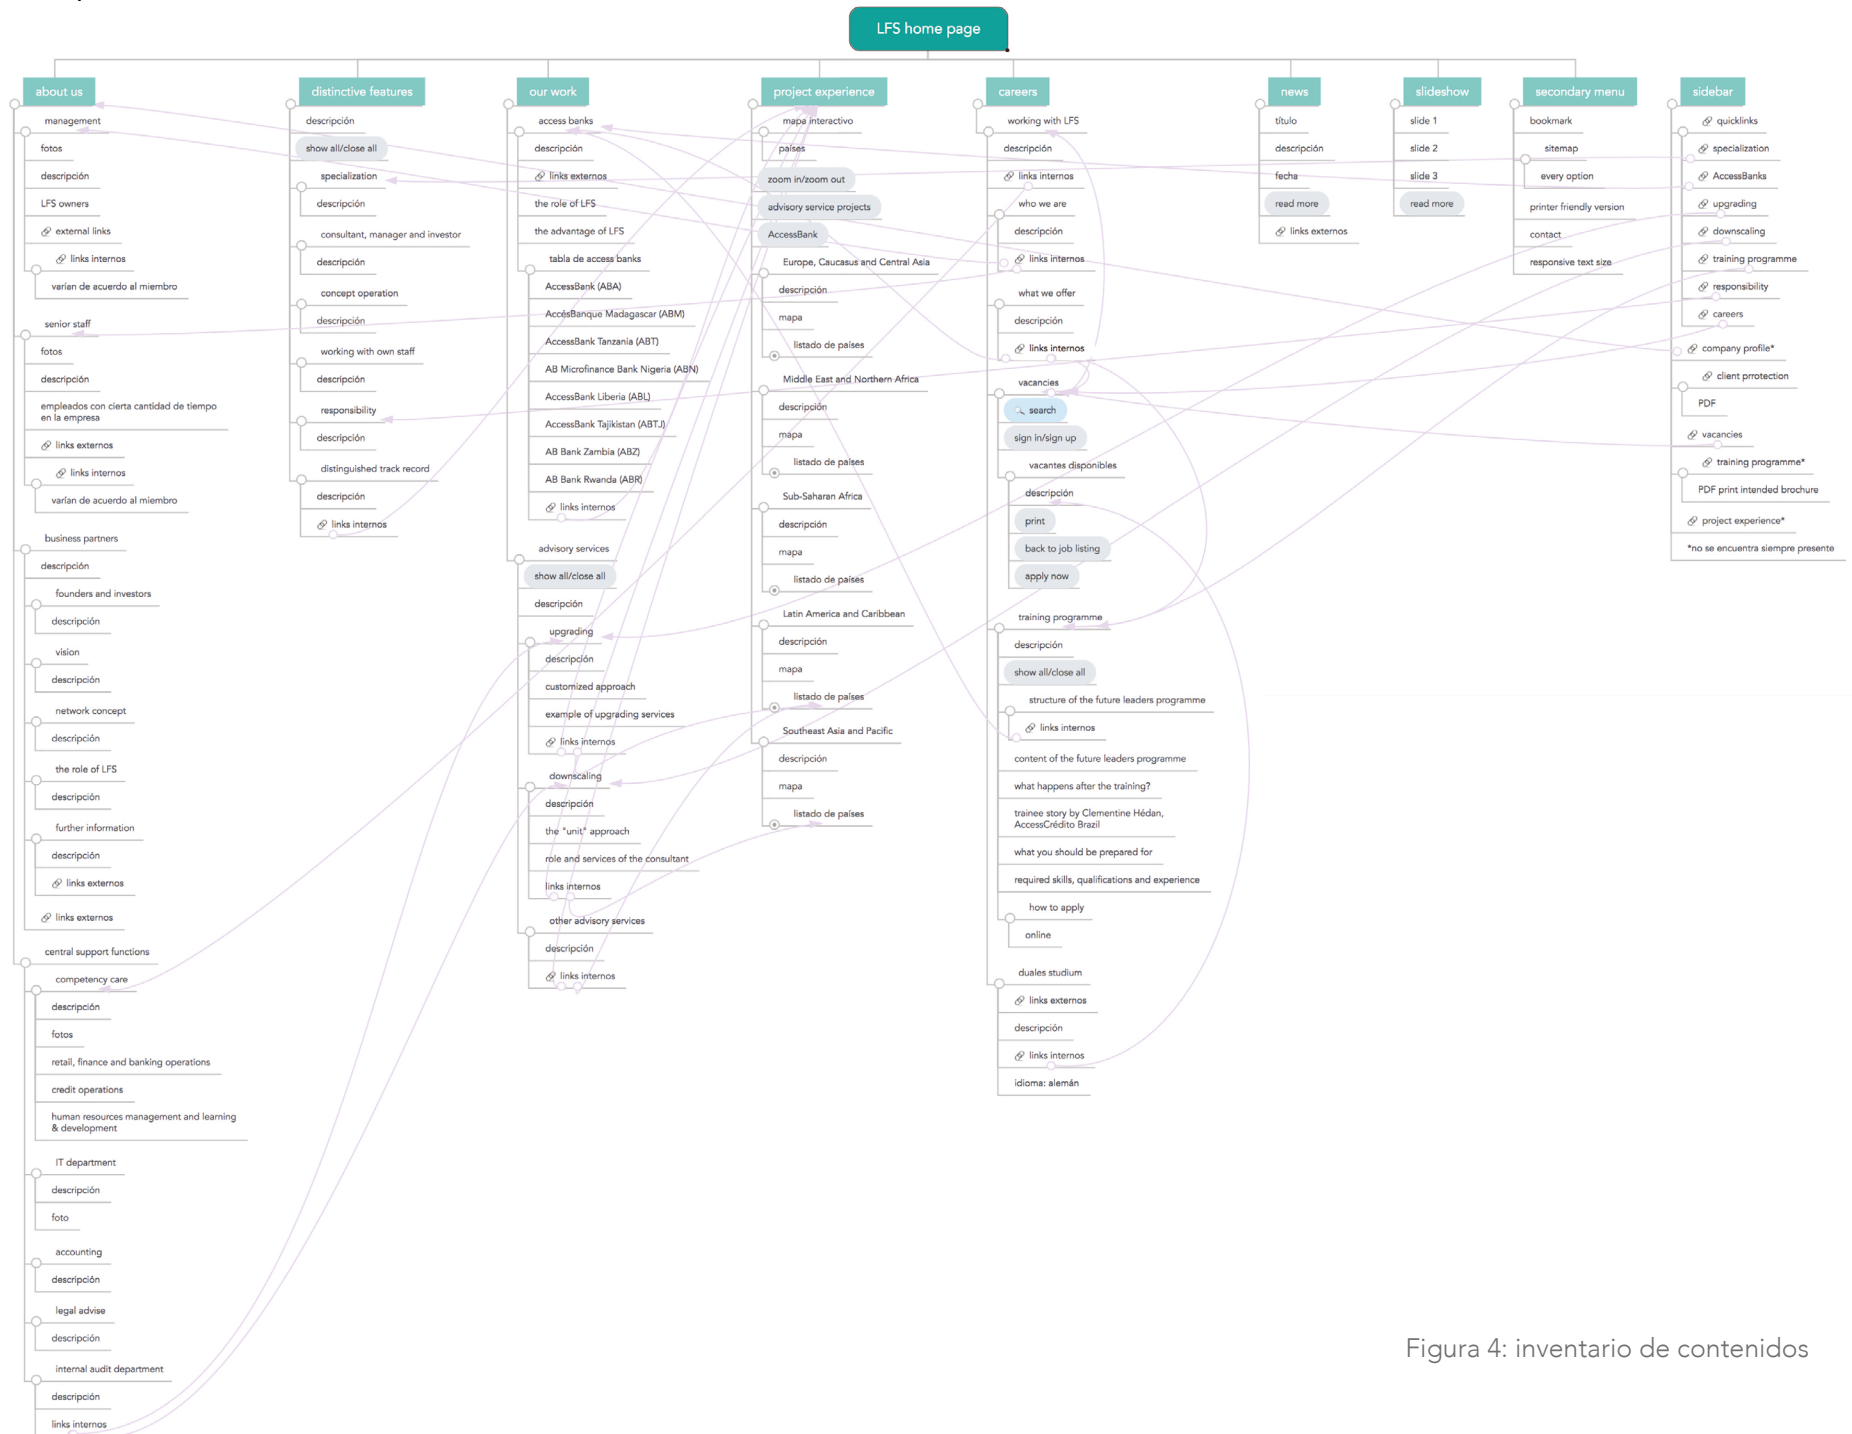 LFS home page
about us
management
fotos
descripción
LFS owners
external links
links internos
varían de acuerdo al miembro
senior staff
fotos
descripción
empleados con cierta cantidad de tiempo
en la empresa
links externos
links internos
varían de acuerdo al miembro
business partners
descripción
founders and investors
descripción
vision
descripción
network concept
descripción
the role of LFS
descripción
further information
descripción
links externos
links externos
central support functions
competency care
descripción
fotos
retail, finance and banking operations
credit operations
human resources management and learning
& development
IT department
descripción
foto
accounting
descripción
legal advise
descripción
internal audit department
descripción
links internos
distinctive features
descripción
show all/close all
specialization
descripción
consultant, manager and investor
descripción
concept operation
descripción
working with own staff
descripción
responsibility
descripción
distinguished track record
descripción
links internos
our work
access banks
descripción
links externos
the role of LFS
the advantage of LFS
tabla de access banks
AccessBank (ABA)
AccèsBanque Madagascar (ABM)
AccessBank Tanzania (ABT)
AB Microfinance Bank Nigeria (ABN)
AccessBank Liberia (ABL)
AccessBank Tajikistan (ABTJ)
AB Bank Zambia (ABZ)
AB Bank Rwanda (ABR)
links internos
advisory services
show all/close all
descripción
upgrading
descripción
customized approach
example of upgrading services
links internos
downscaling
descripción
the "unit" approach
role and services of the consultant
links internos
other advisory services
descripción
links internos
project experience
mapa interactivo
países
zoom in/zoom out
advisory service projects
AccessBank
Europe, Caucasus and Central Asia
descripción
mapa
listado de países
Middle East and Northern Africa
descripción
mapa
listado de países
Sub-Saharan Africa
descripción
mapa
listado de países
Latin America and Caribbean
descripción
mapa
listado de países
Southeast Asia and Pacific
descripción
mapa
listado de países
careers
working with LFS
descripción
links internos
who we are
descripción
links internos
what we offer
descripción
links internos
vacancies
search
sign in/sign up
vacantes disponibles
descripción
print
back to job listing
apply now
training programme
descripción
show all/close all
structure of the future leaders programme
links internos
content of the future leaders programme
what happens after the training?
trainee story by Clementine Hédan,
AccessCrédito Brazil
what you should be prepared for
required skills, qualifications and experience
how to apply
online
duales studium
links externos
descripción
links internos
idioma: alemán
news
título
descripción
fecha
read more
links externos
slideshow
slide 1
slide 2
slide 3
read more
secondary menu
bookmark
sitemap
every option
printer friendly version
contact
responsive text size
sidebar
quicklinks
specialization
AccessBanks
upgrading
downscaling
training programme
responsibility
careers
company profile*
client prrotection
PDF
vacancies
training programme*
PDF print intended brochure
project experience*
*no se encuentra siempre presente
Figura 4: inventario de contenidos